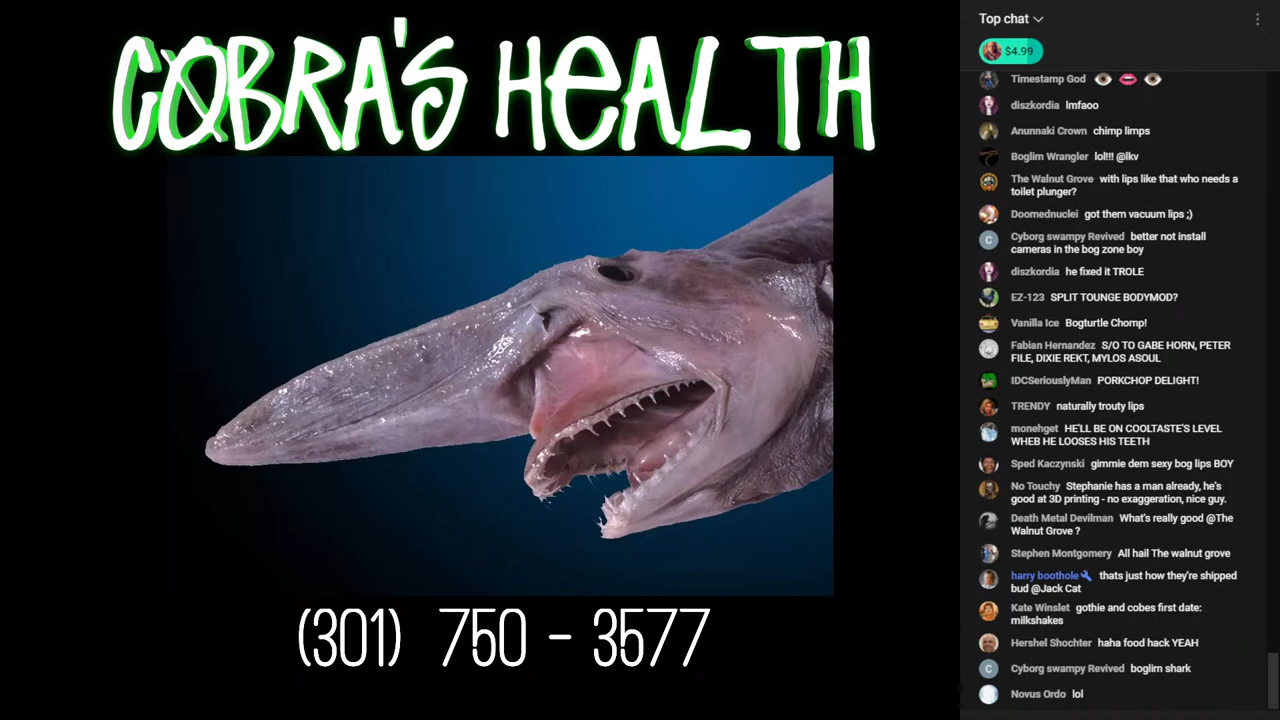 CØBRA'S HeALTH
(301) 750 - 3577
Top chat
$4.99
Timestamp God 👁️ 👄 👁️
diszkordia lmfaoo
Anunnaki Crown chimp limps
Boglim Wrangler lol!!! @lkv
The Walnut Grove with lips like that who needs a
toilet plunger?
Doomednuclei got them vacuum lips ;)
C
Cyborg swampy Revived better not install
cameras in the bog zone boy
diszkordia he fixed it TROLE
EZ-123 SPLIT TOUNGE BODYMOD?
Vanilla Ice Bogturtle Chomp!
Fabian Hernandez S/O TO GABE HORN, PETER
FILE, DIXIE REKT, MYLOS ASOUL
IDCSeriouslyMan PORKCHOP DELIGHT!
TRENDY naturally trouty lips
monehget HE'LL BE ON COOLTASTE'S LEVEL
WHEB HE LOOSES HIS TEETH
Sped Kaczynski gimmie dem sexy bog lips BOY
No Touchy Stephanie has a man already, he's
good at 3D printing - no exaggeration, nice guy.
Death Metal Devilman What's really good @The
Walnut Grove ?
Stephen Montgomery All hail The walnut grove
harry boothole🔧 thats just how they're shipped
bud @Jack Cat
Kate Winslet gothie and cobes first date:
milkshakes
Hershel Shochter haha food hack YEAH
C
Cyborg swampy Revived boglim shark
Novus Ordo lol